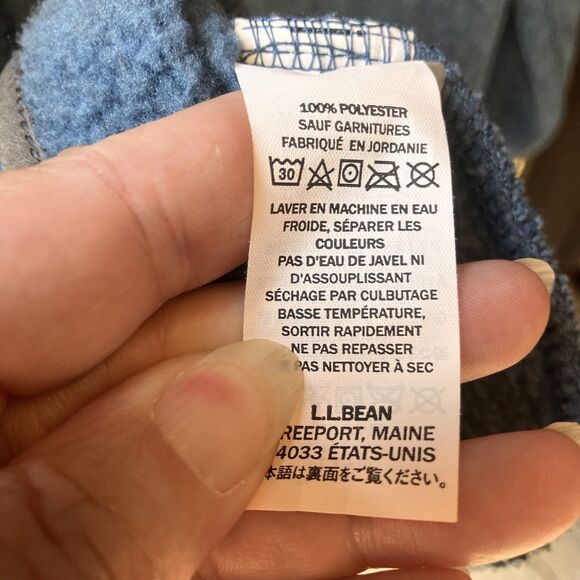 100% POLYESTER
SAUF GARNITURES
FABRIQUÉ EN JORDANIE
30
LAVER EN MACHINE EN EAU
FROIDE, SÉPARER LES
COULEURS
PAS D'EAU DE JAVEL NI
D'ASSOUPLISSANT
SÉCHAGE PAR CULBUTAGE
BASSE TEMPÉRATURE,
SORTIR RAPIDEMENT
NE PAS REPASSER
PAS NETTOYER À SEC
L.L.BEAN
REEPORT, MAINE
4033 ÉTATS-UNIS
本語は裏面をご覧ください。